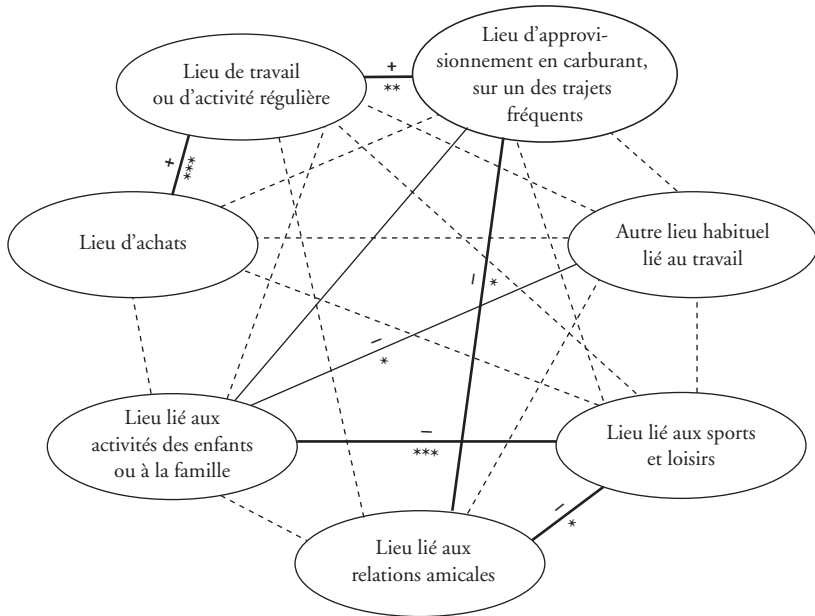 Lieu d'approvi-
sionnement en carburant,
sur un des trajets
fréquents
Lieu de travail
ou d'activité régulière
+
**
+
***
Lieu d'achats
Autre lieu habituel
lié au travail
–
*
–
*
Lieu lié aux
activités des enfants
ou à la famille
–
***
Lieu lié aux sports
et loisirs
–
*
Lieu lié aux
relations amicales